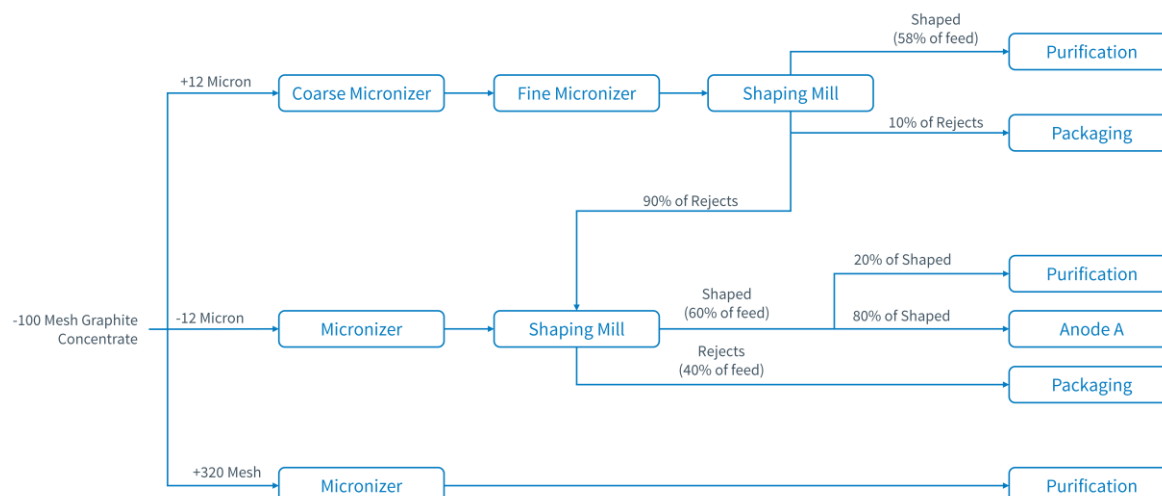 Shaped
(58% of feed)
Purification
+12 Micron
Coarse Micronizer
Fine Micronizer
Shaping Mill
10% of Rejects
Packaging
90% of Rejects
20% of Shaped
Purification
Shaped
(60% of feed)
-100 Mesh Graphite
Concentrate
-12 Micron
Micronizer
Shaping Mill
80% of Shaped
Anode A
Rejects
(40% of feed)
Packaging
+320 Mesh
Micronizer
Purification